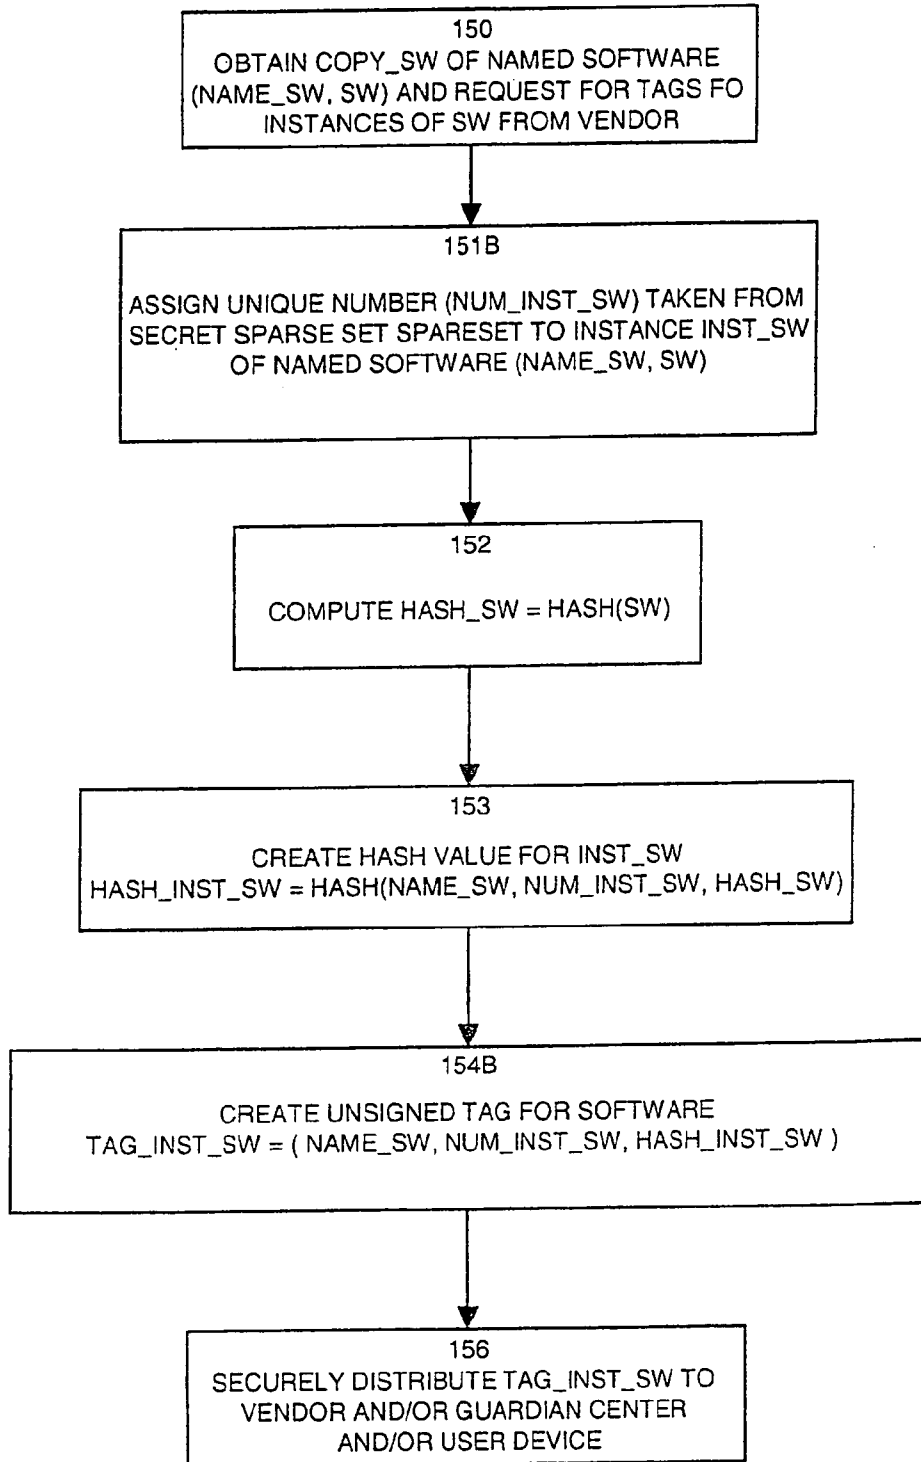 150
OBTAIN COPY_SW OF NAMED SOFTWARE
(NAME_SW, SW) AND REQUEST FOR TAGS FO
INSTANCES OF SW FROM VENDOR
151B
ASSIGN UNIQUE NUMBER (NUM_INST_SW) TAKEN FROM
SECRET SPARSE SET SPARESET TO INSTANCE INST_SW
OF NAMED SOFTWARE (NAME_SW, SW)
152
COMPUTE HASH_SW = HASH(SW)
153
CREATE HASH VALUE FOR INST_SW
HASH_INST_SW = HASH(NAME_SW, NUM_INST_SW, HASH_SW)
154B
CREATE UNSIGNED TAG FOR SOFTWARE
TAG_INST_SW = ( NAME_SW, NUM_INST_SW, HASH_INST_SW )
156
SECURELY DISTRIBUTE TAG_INST_SW TO
VENDOR AND/OR GUARDIAN CENTER
AND/OR USER DEVICE